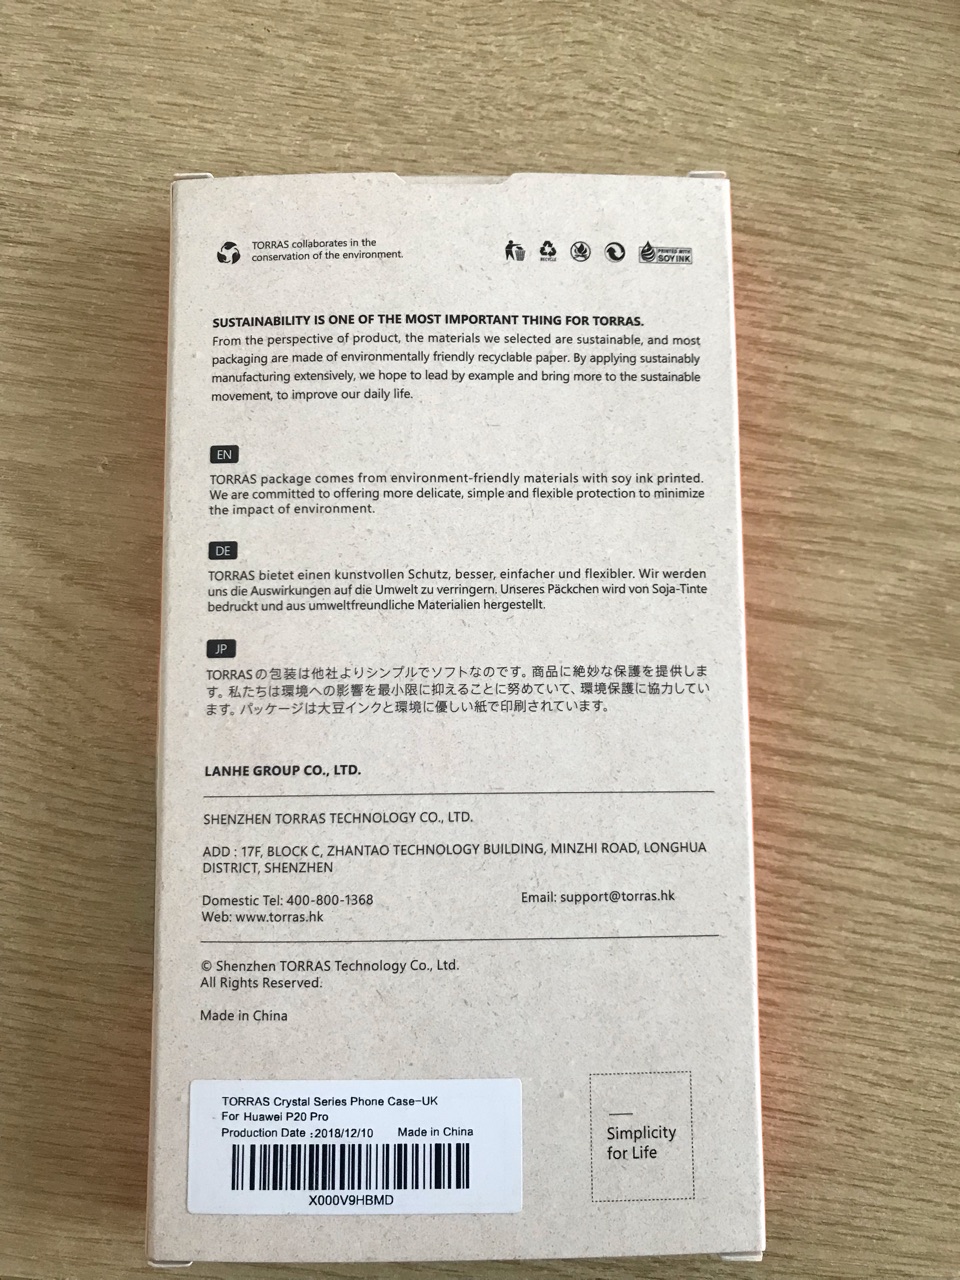 TORRAS collaborates in the
conservation of the environment.
RECYCLE
PRINTED WITH
SOY INK
SUSTAINABILITY IS ONE OF THE MOST IMPORTANT THING FOR TORRAS.
From the perspective of product, the materials we selected are sustainable, and most
packaging are made of environmentally friendly recyclable paper. By applying sustainably
manufacturing extensively, we hope to lead by example and bring more to the sustainable
movement, to improve our daily life.
EN
TORRAS package comes from environment-friendly materials with soy ink printed.
We are committed to offering more delicate, simple and flexible protection to minimize
the impact of environment.
DE
TORRAS bietet einen kunstvollen Schutz, besser, einfacher und flexibler. Wir werden
uns die Auswirkungen auf die Umwelt zu verringern. Unseres Päckchen wird von Soja-Tinte
bedruckt und aus umweltfreundliche Materialien hergestellt.
JP
TORRASの包装は他社よりシンプルでソフトなのです。商品に絶妙な保護を提供しま
す。私たちは環境への影響を最小限に抑えることに努めていて、環境保護に協力してい
ます。パッケージは大豆インクと環境に優しい紙で印刷されています。
LANHE GROUP CO., LTD.
SHENZHEN TORRAS TECHNOLOGY CO., LTD.
ADD : 17F, BLOCK C, ZHANTAO TECHNOLOGY BUILDING, MINZHI ROAD, LONGHUA
DISTRICT, SHENZHEN
Domestic Tel: 400-800-1368 Email: support@torras.hk
Web: www.torras.hk
© Shenzhen TORRAS Technology Co., Ltd.
All Rights Reserved.
Made in China
TORRAS Crystal Series Phone Case-UK
For Huawei P20 Pro
Production Date :2018/12/10 Made in China
X000V9HBMD
Simplicity
for Life